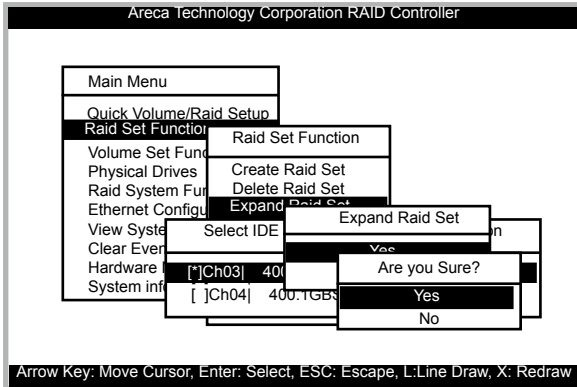 Areca Technology Corporation RAID Controller
Main Menu
Quick Volume/Raid Setup
Raid Set Function
Volume Set Func
Physical Drives
Raid System Fun
Ethernet Configu
View Syste
Clear Even
Hardware
System inf
Raid Set Function
Create Raid Set
Delete Raid Set
Expand Raid Set
Select IDE
on
[*]Ch03| 400
[ ]Ch04| 400.1GB
Expand Raid Set
Yes
Are you Sure?
Yes
No
Arrow Key: Move Cursor, Enter: Select, ESC: Escape, L:Line Draw, X: Redraw